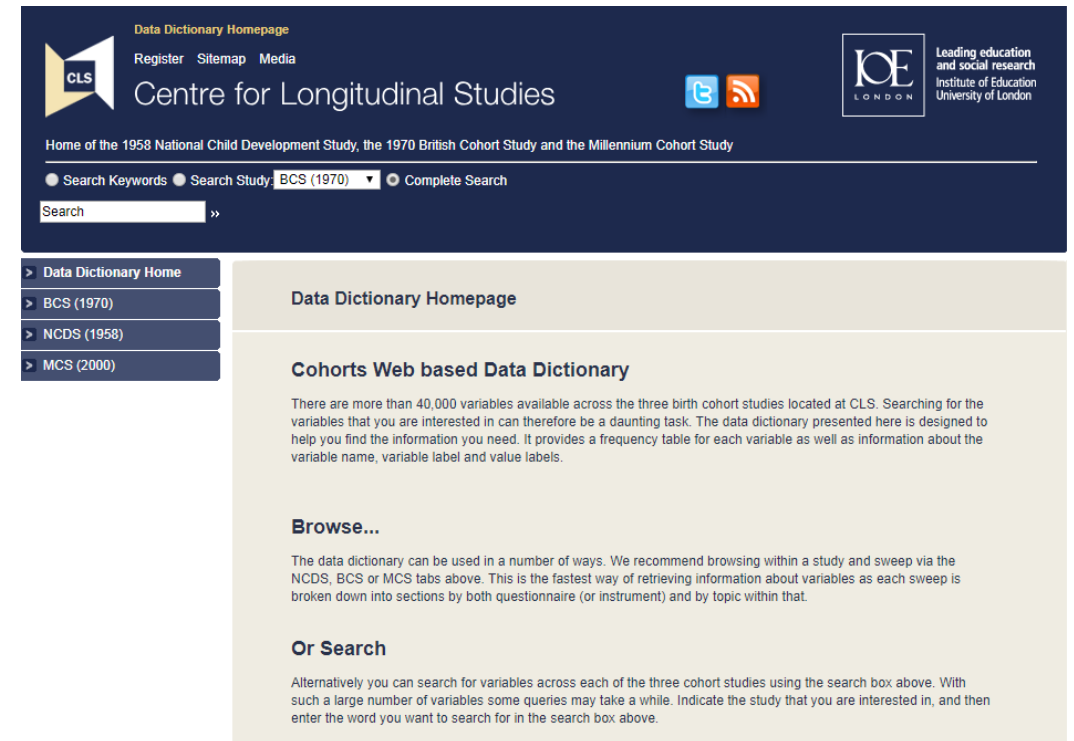 Data Dictionary Homepage
Register Sitemap Media
CLS
Centre for Longitudinal Studies
IOE
LONDON
Leading education
and social research
Institute of Education
University of London
Home of the 1958 National Child Development Study, the 1970 British Cohort Study and the Millennium Cohort Study
Search Keywords Search Study: BCS (1970) Complete Search
Search »
Data Dictionary Home
BCS (1970)
NCDS (1958)
MCS (2000)
Data Dictionary Homepage
Cohorts Web based Data Dictionary
There are more than 40,000 variables available across the three birth cohort studies located at CLS. Searching for the
variables that you are interested in can therefore be a daunting task. The data dictionary presented here is designed to
help you find the information you need. It provides a frequency table for each variable as well as information about the
variable name, variable label and value labels.
Browse...
The data dictionary can be used in a number of ways. We recommend browsing within a study and sweep via the
NCDS, BCS or MCS tabs above. This is the fastest way of retrieving information about variables as each sweep is
broken down into sections by both questionnaire (or instrument) and by topic within that.
Or Search
Alternatively you can search for variables across each of the three cohort studies using the search box above. With
such a large number of variables some queries may take a while. Indicate the study that you are interested in, and then
enter the word you want to search for in the search box above.